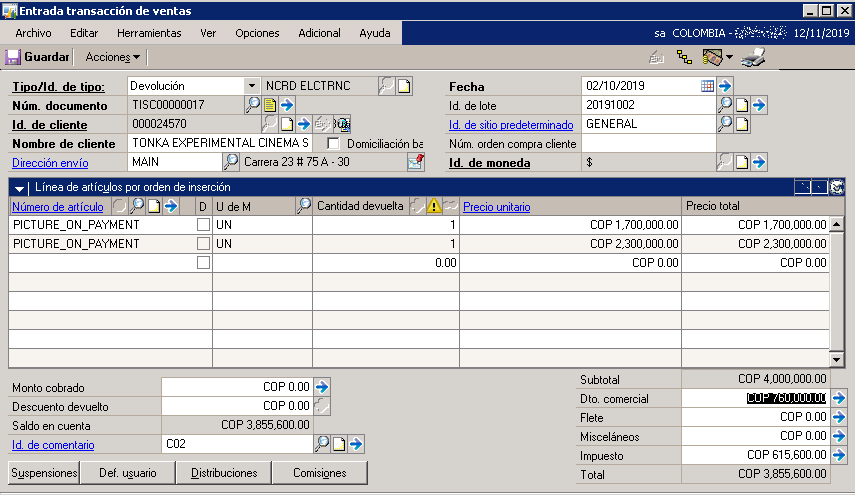 Entrada transacción de ventas
Archivo Editar Herramientas Ver Opciones Adicional Ayuda sa COLOMBIA - 12/11/2019
Guardar Acciones
Tipo/Id. de tipo: Devolución NCRD ELCTRNC Fecha 02/10/2019
Núm. documento TISC00000017 Id. de lote 20191002
Id. de cliente 000024570 Id. de sitio predeterminado GENERAL
Nombre de cliente TONKA EXPERIMENTAL CINEMA S Domiciliación ba Núm. orden compra cliente
Dirección envío MAIN Carrera 23 # 75 A - 30 Id. de moneda $
Línea de artículos por orden de inserción
Número de artículo D U de M Cantidad devuelta Precio unitario Precio total
PICTURE_ON_PAYMENT UN 1 COP 1,700,000.00 COP 1,700,000.00
PICTURE_ON_PAYMENT UN 1 COP 2,300,000.00 COP 2,300,000.00
0.00 COP 0.00 COP 0.00
Subtotal COP 4,000,000.00
Monto cobrado COP 0.00 Dto. comercial COP 760,000.00
Descuento devuelto COP 0.00 Flete COP 0.00
Saldo en cuenta COP 3,855,600.00 Misceláneos COP 0.00
Id. de comentario C02 Impuesto COP 615,600.00
Suspensiones Def. usuario Distribuciones Comisiones Total COP 3,855,600.00